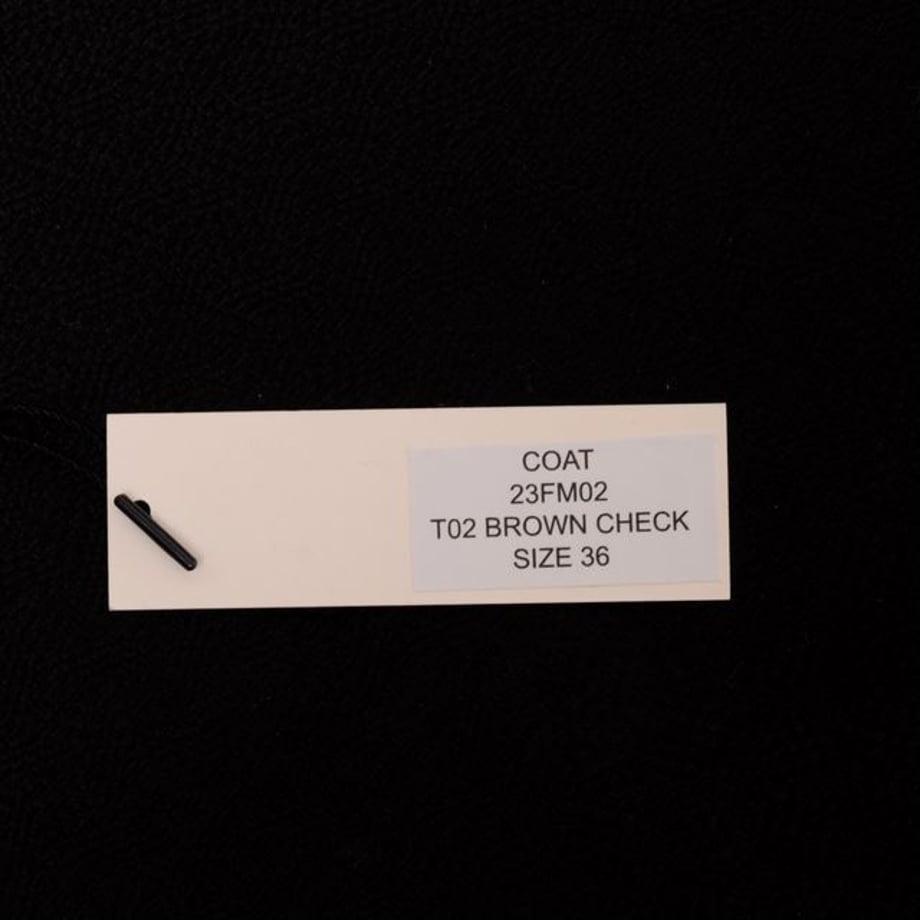 COAT
23FM02
T02 BROWN CHECK
SIZE 36